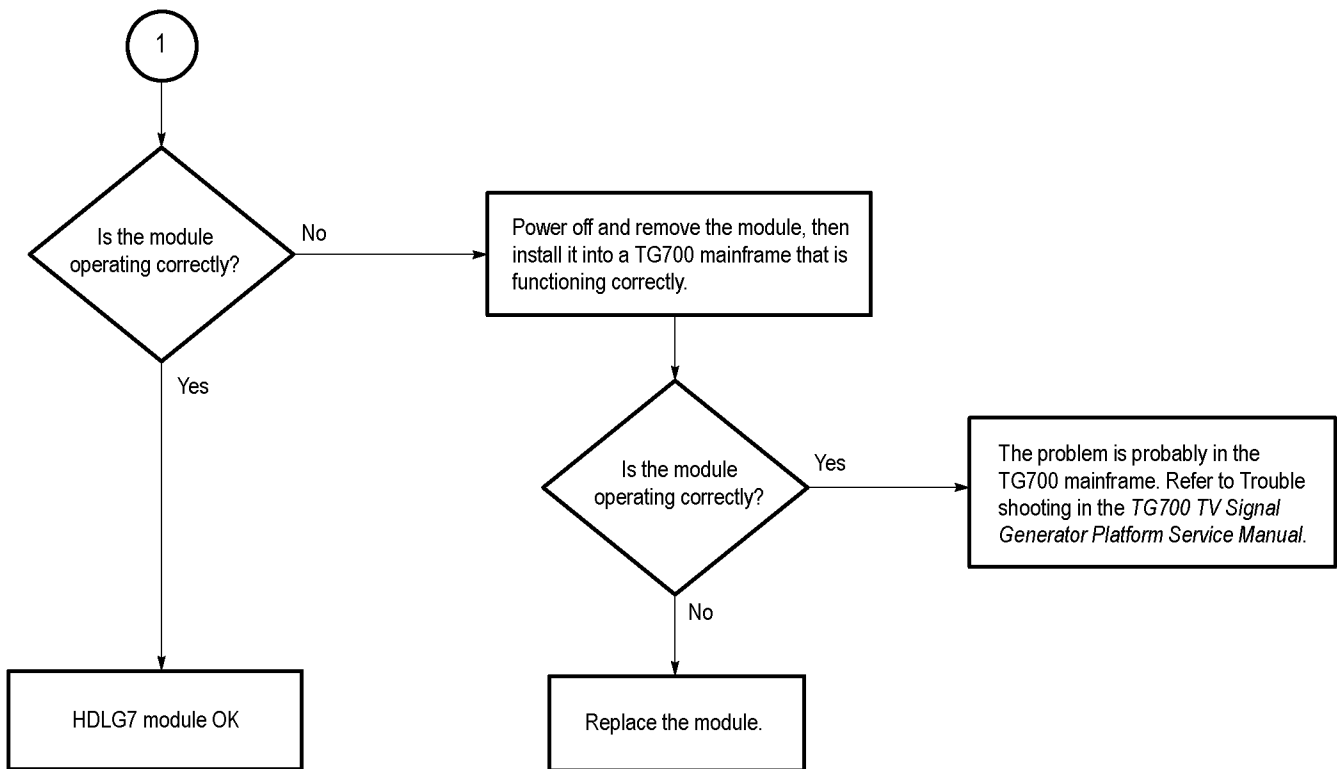 1
Is the module
operating correctly?
No
Power off and remove the module, then
install it into a TG700 mainframe that is
functioning correctly.
Yes
Is the module
operating correctly?
Yes
The problem is probably in the
TG700 mainframe. Refer to Trouble
shooting in the TG700 TV Signal
Generator Platform Service Manual.
No
HDLG7 module OK
Replace the module.